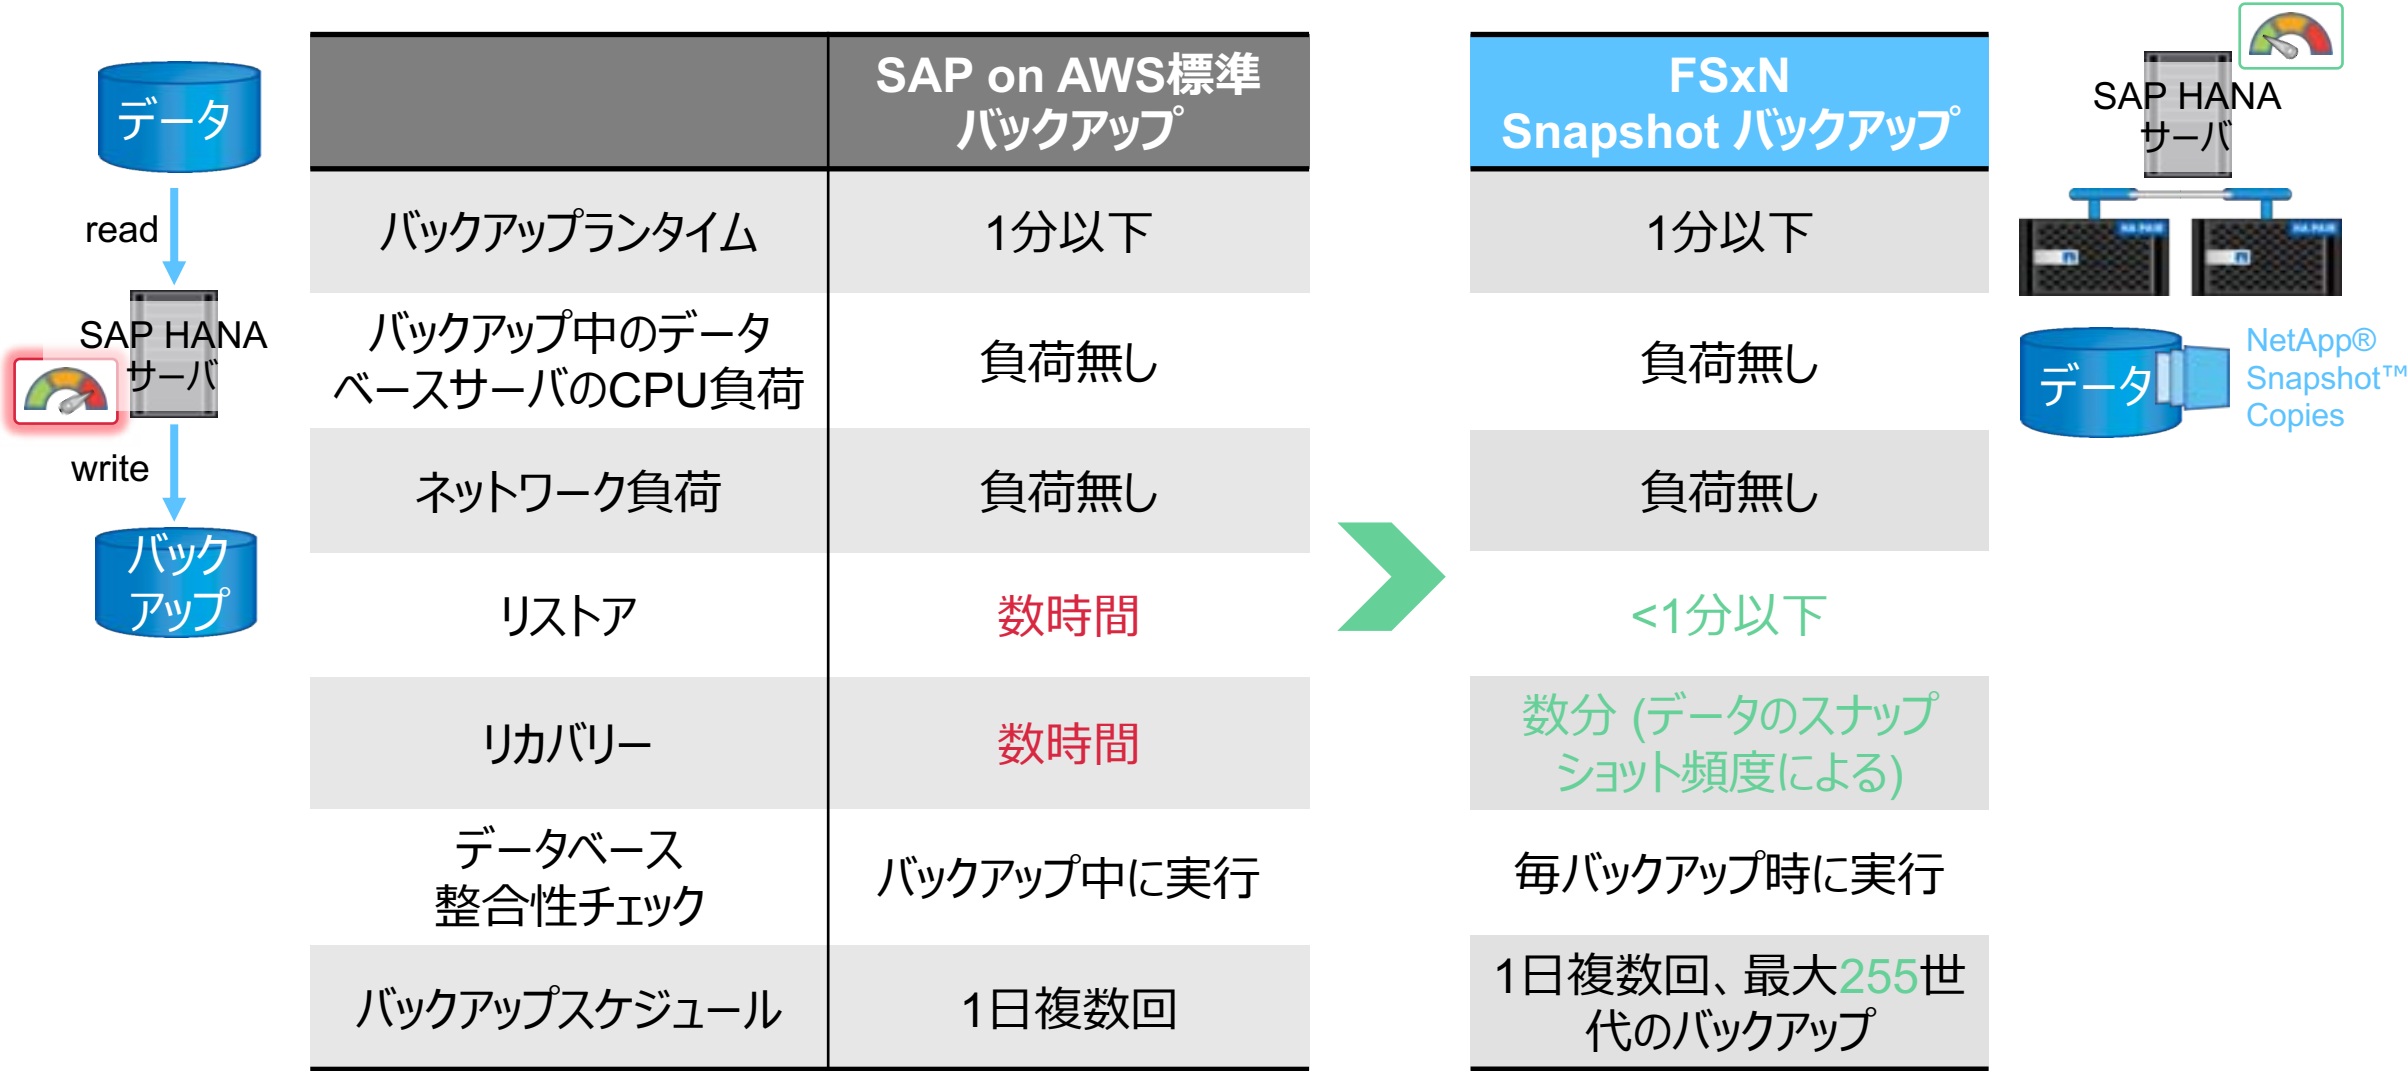 データ
read
SAP HANA
サーバ
write
バック
アップ
SAP on AWS標準
バックアップ
バックアップランタイム
1分以下
バックアップ中のデータ
ベースサーバのCPU負荷
負荷無し
ネットワーク負荷
負荷無し
リストア
数時間
リカバリー
数時間
データベース
整合性チェック
バックアップ中に実行
バックアップスケジュール
1日複数回
FSxN
Snapshot バックアップ
1分以下
負荷無し
負荷無し
<1分以下
数分 (データのスナップ
ショット頻度による)
毎バックアップ時に実行
1日複数回、最大255世
代のバックアップ
SAP HANA
サーバ
HA PAIR
HA PAIR
データ
NetApp®
Snapshot™
Copies